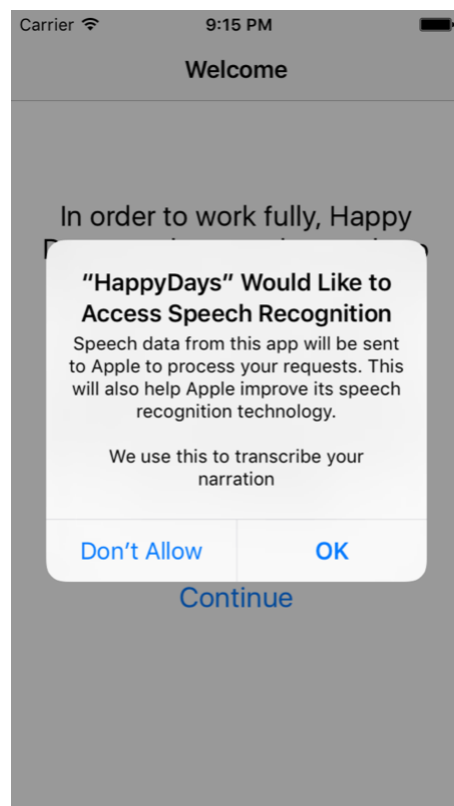 Carrier 9:15 PM
Welcome
In order to work fully, Happy
“HappyDays” Would Like to
Access Speech Recognition
Speech data from this app will be sent
to Apple to process your requests. This
will also help Apple improve its speech
recognition technology.
We use this to transcribe your
narration
Don’t Allow OK
Continue